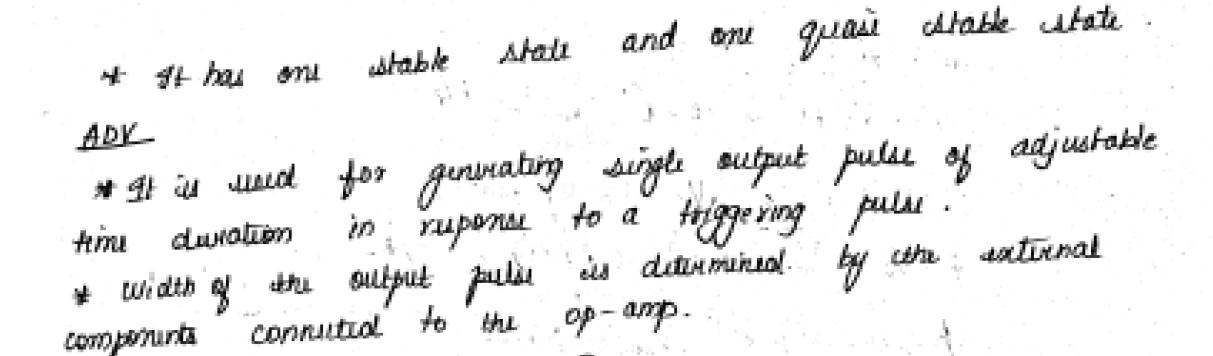 * It has one stable state and one quasi stable state.
ADV
* It is used for generating single output pulse of adjustable
time duration in response to a triggering pulse.
* width of the output pulse is determined by the external
components connected to the op-amp.